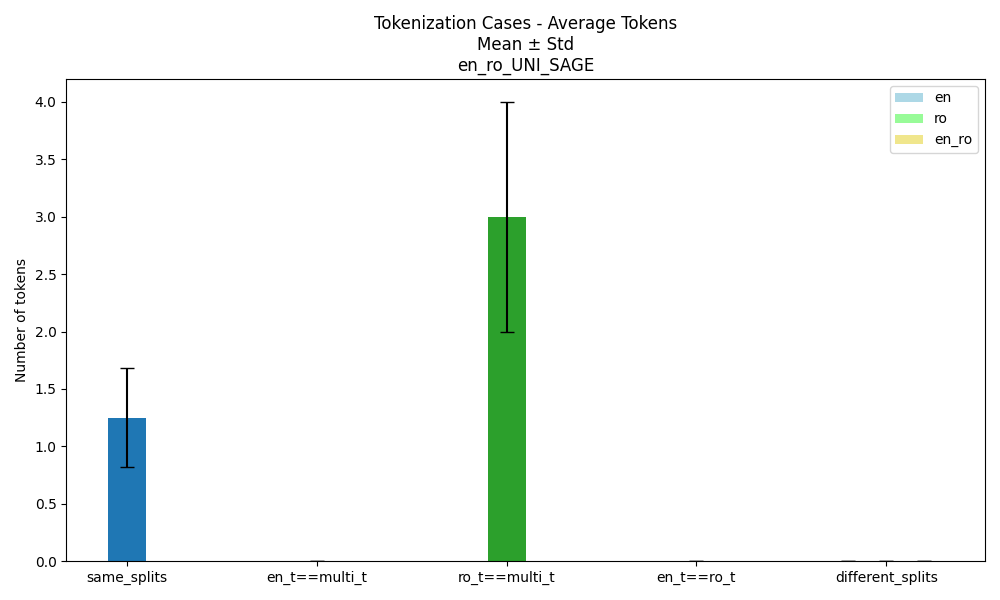 Tokenization Cases - Average Tokens
Mean ± Std
en_ro_UNI_SAGE
en
ro
en_ro
Number of tokens
4.0
3.5
3.0
2.5
2.0
1.5
1.0
0.5
0.0
same_splits
en_t==multi_t
ro_t==multi_t
en_t==ro_t
different_splits